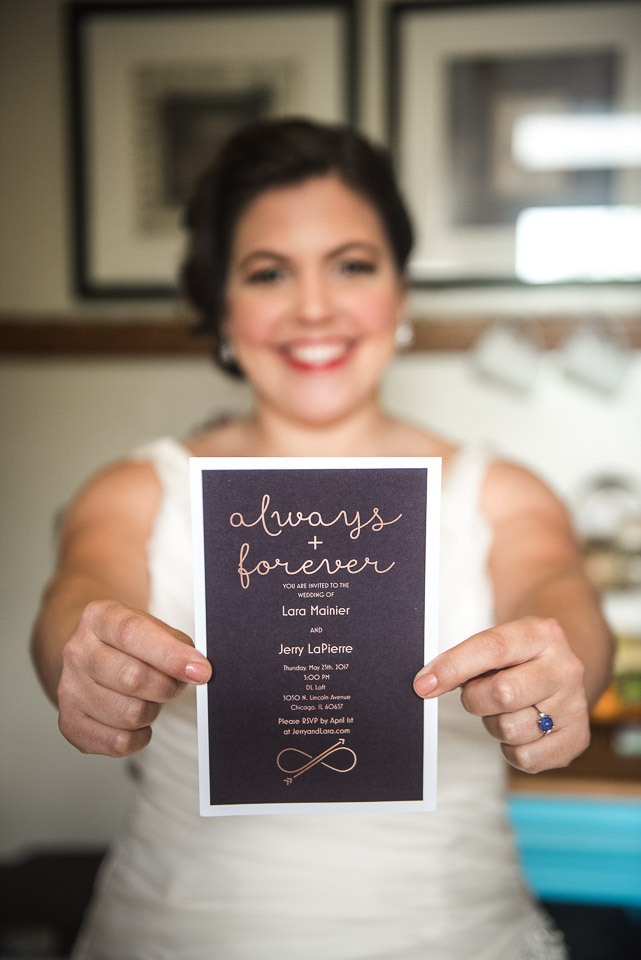 always
+
forever
YOU ARE INVITED TO THE
WEDDING OF
Lara Mainier
AND
Jerry LaPierre
Thursday, May 25th, 2017
5:00 PM
DL Loft
3050 N. Lincoln Avenue
Chicago, IL 60657
Please RSVP by April 1st
at JerryandLara.com